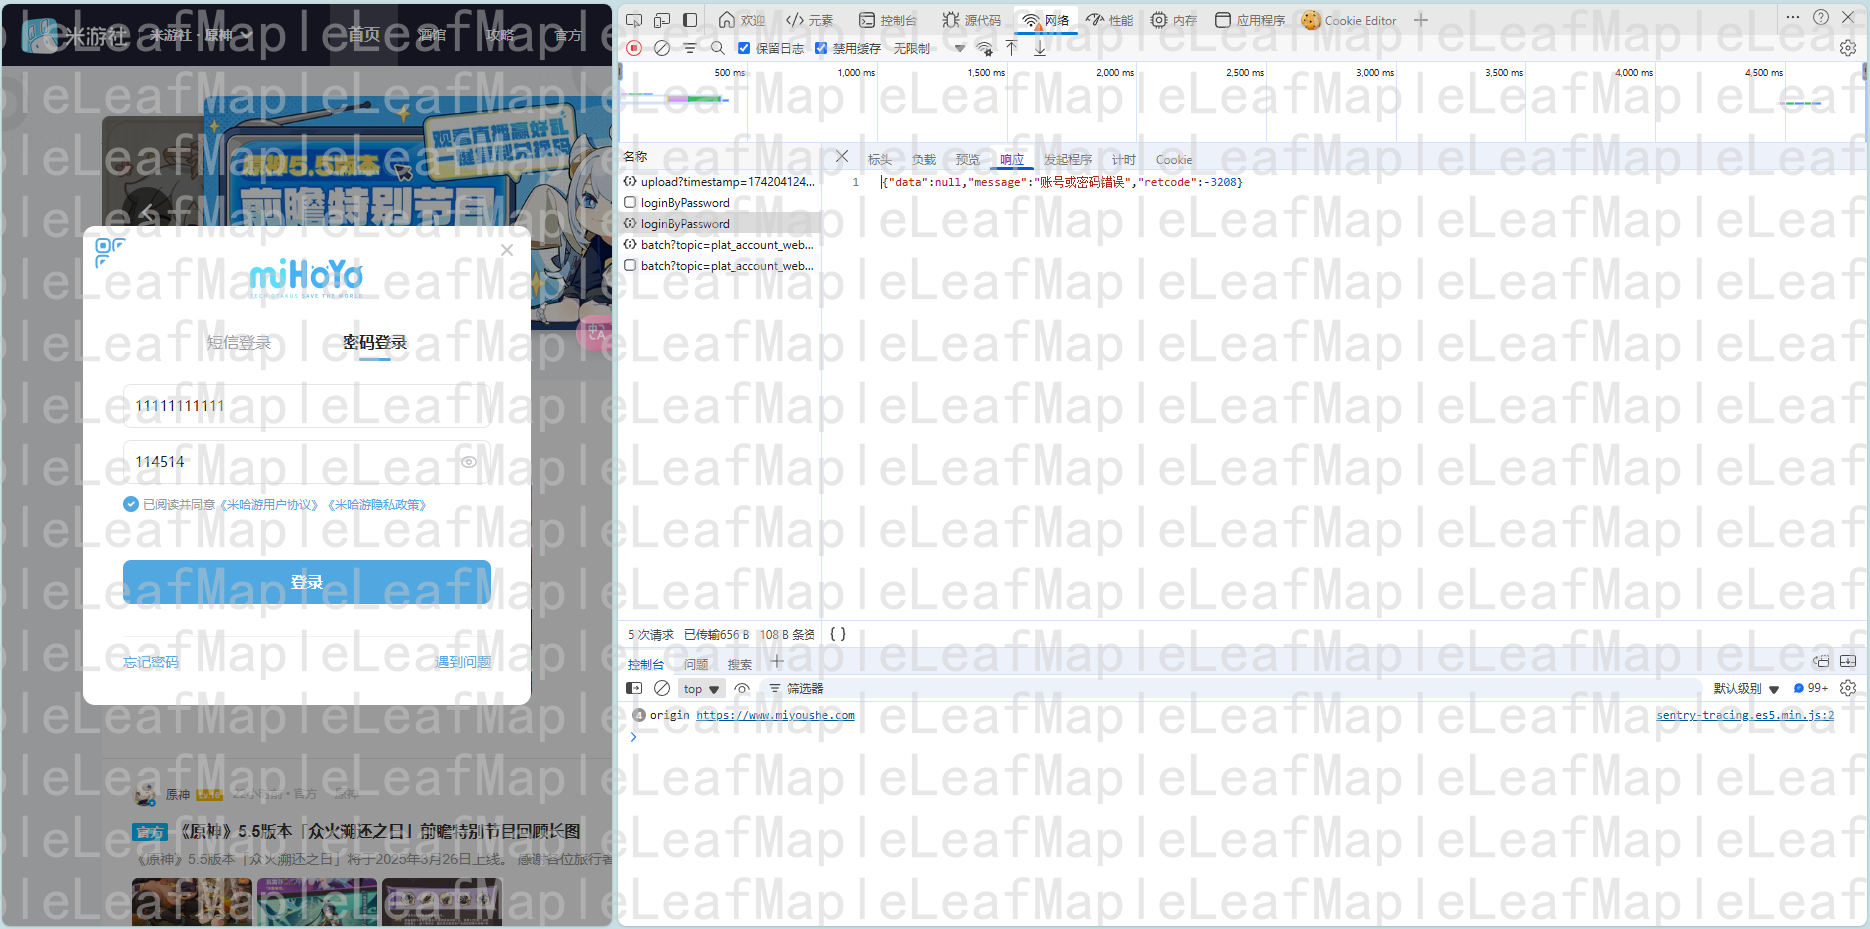 米游社
米游社·原神
首页
酒馆
攻略
官方
观看直播赢好礼
原神5.5版本
前瞻特别节目
miHoYo
TECH OTAKUS SAVE THE WORLD
短信登录
密码登录
11111111111
114514
已阅读并同意《米哈游用户协议》《米哈游隐私政策》
登录
忘记密码
遇到问题
原神
官方
《原神》5.5版本「众火溯还之日」前瞻特别节目回顾长图
《原神》5.5版本「众火溯还之日」将于2025年3月26日上线。感谢各位旅行者
欢迎
元素
控制台
源代码
网络
性能
内存
应用程序
Cookie Editor
保留日志
禁用缓存
无限制
500 ms
1,000 ms
1,500 ms
2,000 ms
2,500 ms
3,000 ms
3,500 ms
4,000 ms
4,500 ms
名称
标头
负载
预览
响应
发起程序
计时
Cookie
upload?timestamp=174204124...
loginByPassword
loginByPassword
batch?topic=plat_account_web...
batch?topic=plat_account_web...
1 {"data":null,"message":"账号或密码错误","retcode":-3208}
5 次请求
已传输656 B
108 B 条资
{ }
控制台
问题
搜索
top
筛选器
默认级别
99+
4 origin https://www.miyoushe.com
sentry-tracing.es5.min.js:2
eLeafMap